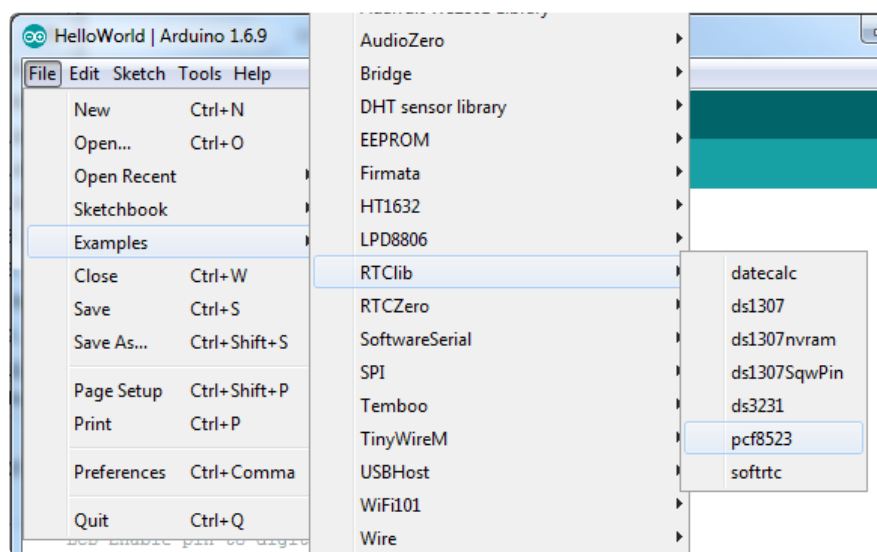 HelloWorld | Arduino 1.6.9
File Edit Sketch Tools Help
New Ctrl+N
Open... Ctrl+O
Open Recent
Sketchbook
Examples
Close Ctrl+W
Save Ctrl+S
Save As... Ctrl+Shift+S
Page Setup Ctrl+Shift+P
Print Ctrl+P
Preferences Ctrl+Comma
Quit Ctrl+Q
AudioZero
Bridge
DHT sensor library
EEPROM
Firmata
HT1632
LPD8806
RTClib
RTCZero
SoftwareSerial
SPI
Temboo
TinyWireM
USBHost
WiFi101
Wire
datecalc
ds1307
ds1307nvram
ds1307SqwPin
ds3231
pcf8523
softrtc